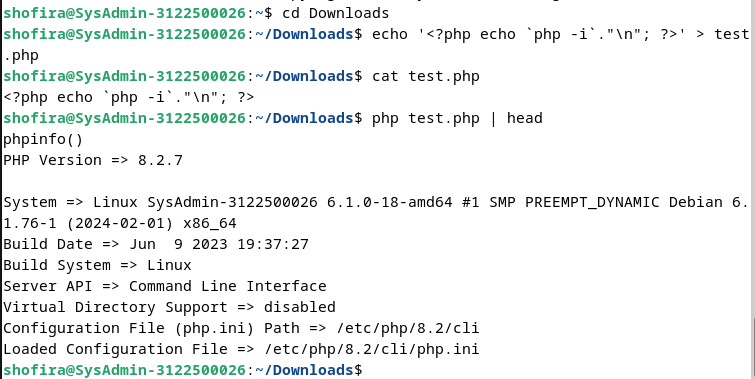 shofira@SysAdmin-3122500026:~$ cd Downloads
shofira@SysAdmin-3122500026:~/Downloads$ echo '<?php echo `php -i`."\n"; ?>' > test
.php
shofira@SysAdmin-3122500026:~/Downloads$ cat test.php
<?php echo `php -i`."\n"; ?>
shofira@SysAdmin-3122500026:~/Downloads$ php test.php | head
phpinfo()
PHP Version => 8.2.7

System => Linux SysAdmin-3122500026 6.1.0-18-amd64 #1 SMP PREEMPT_DYNAMIC Debian 6.
1.76-1 (2024-02-01) x86_64
Build Date => Jun  9 2023 19:37:27
Build System => Linux
Server API => Command Line Interface
Virtual Directory Support => disabled
Configuration File (php.ini) Path => /etc/php/8.2/cli
Loaded Configuration File => /etc/php/8.2/cli/php.ini
shofira@SysAdmin-3122500026:~/Downloads$